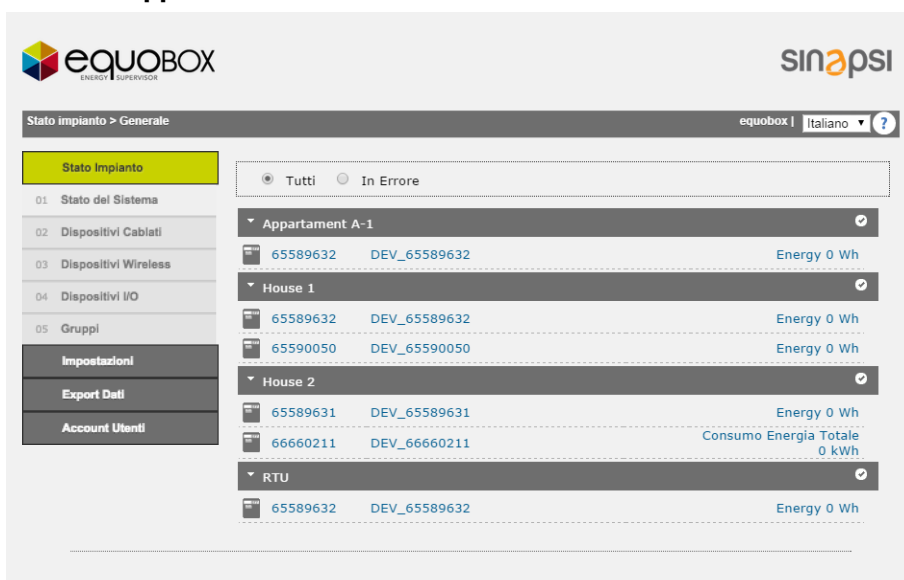 equoBOX
ENERGY SUPERVISOR
sinapsi
Stato impianto > Generale
equobox | Italiano ?
Stato Impianto
01 Stato del Sistema
02 Dispositivi Cablati
03 Dispositivi Wireless
04 Dispositivi I/O
05 Gruppi
Impostazioni
Export Dati
Account Utenti
Tutti In Errore
Appartament A-1
65589632 DEV_65589632 Energy 0 Wh
House 1
65589632 DEV_65589632 Energy 0 Wh
65590050 DEV_65590050 Energy 0 Wh
House 2
65589631 DEV_65589631 Energy 0 Wh
66660211 DEV_66660211 Consumo Energia Totale
0 kWh
RTU
65589632 DEV_65589632 Energy 0 Wh